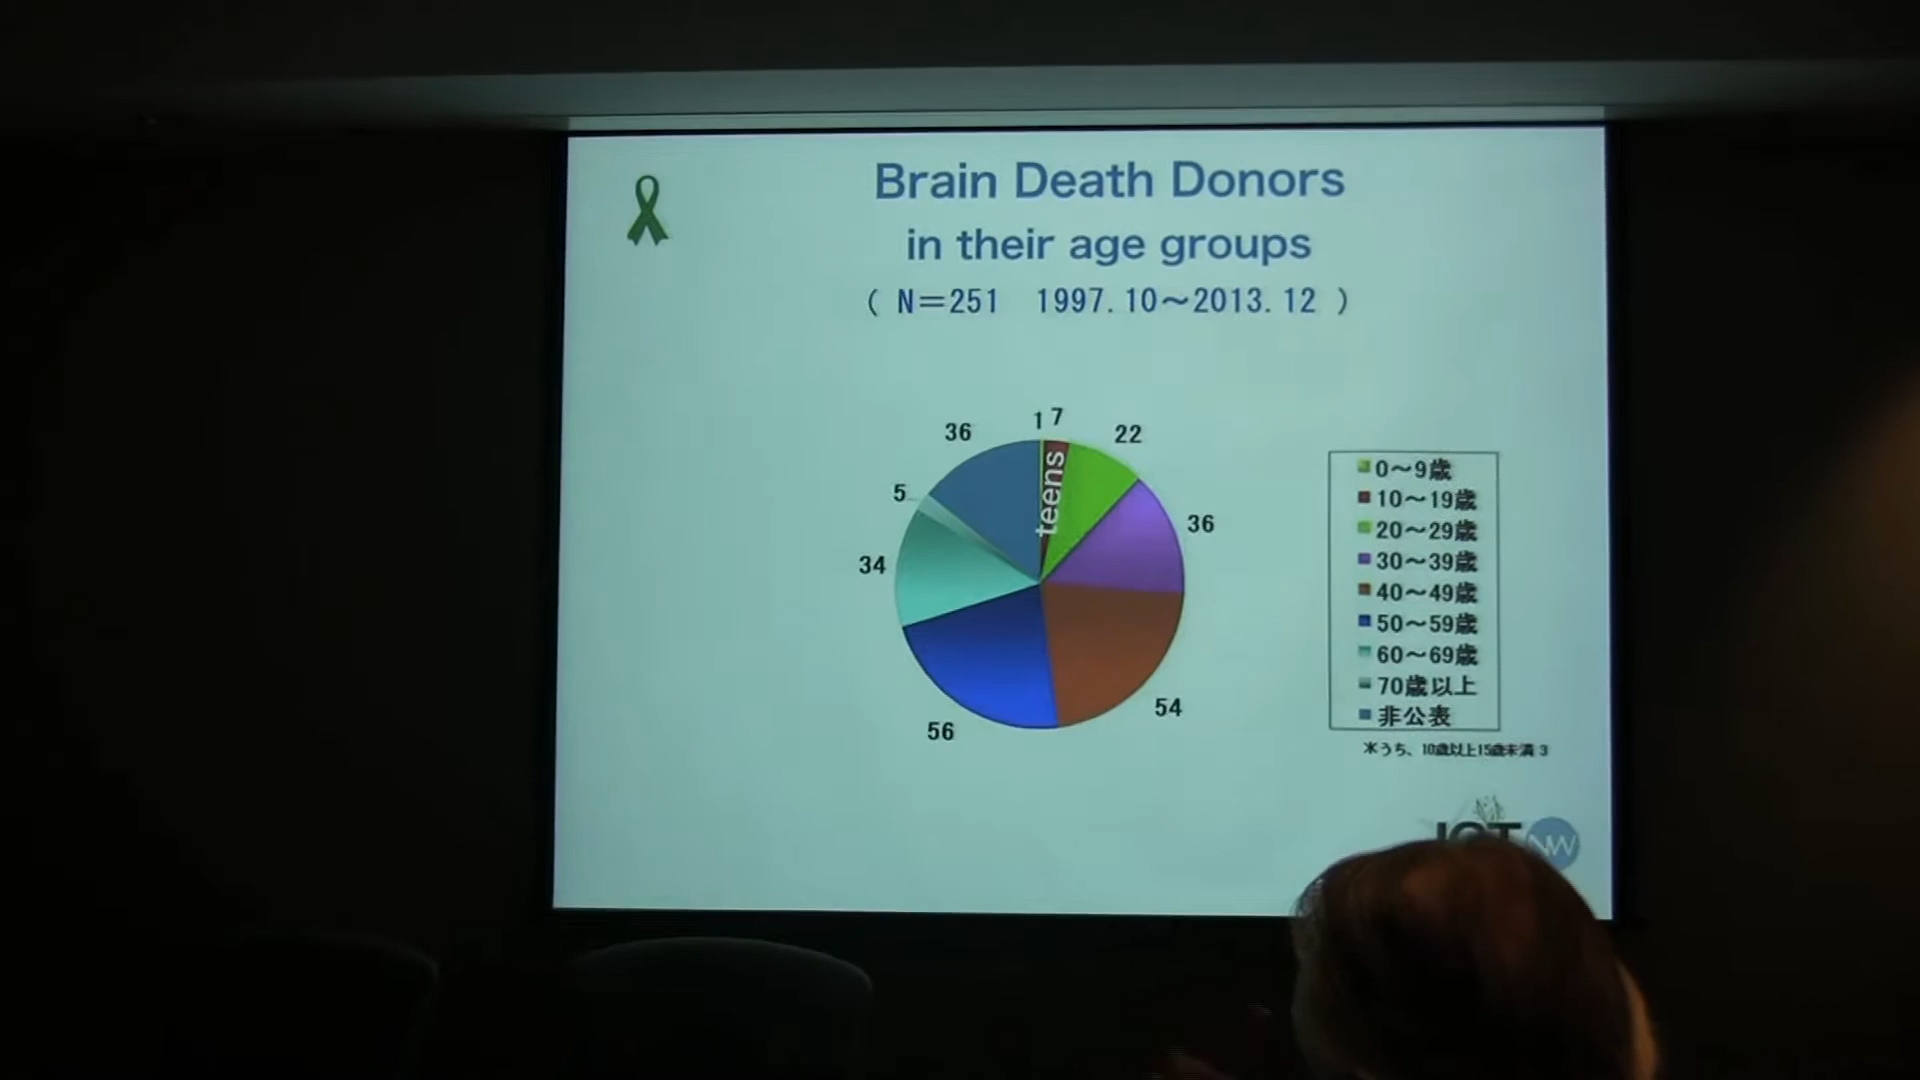 Brain Death Donors
in their age groups
( N=251 1997.10～2013.12 )
1 7
22
36
54
56
34
5
36
teens
0～9歳
10～19歳
20～29歳
30～39歳
40～49歳
50～59歳
60～69歳
70歳以上
非公表
※うち、10歳以上15歳未満 3
NW